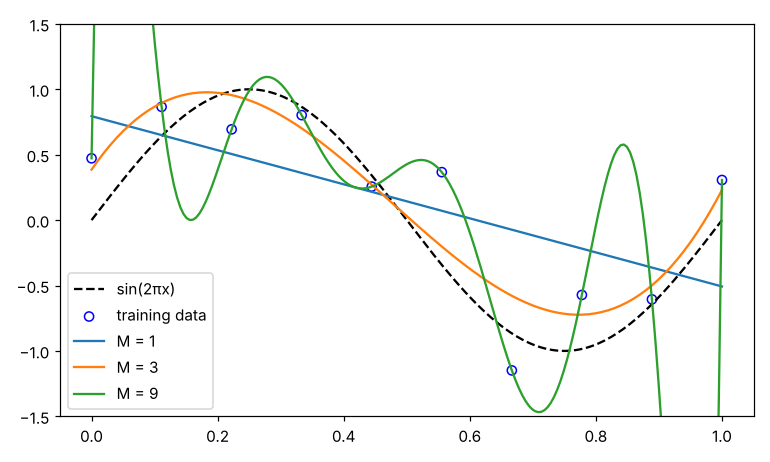 1.5
1.0
0.5
0.0
−0.5
−1.0
−1.5
sin(2πx)
training data
M = 1
M = 3
M = 9
0.0 0.2 0.4 0.6 0.8 1.0